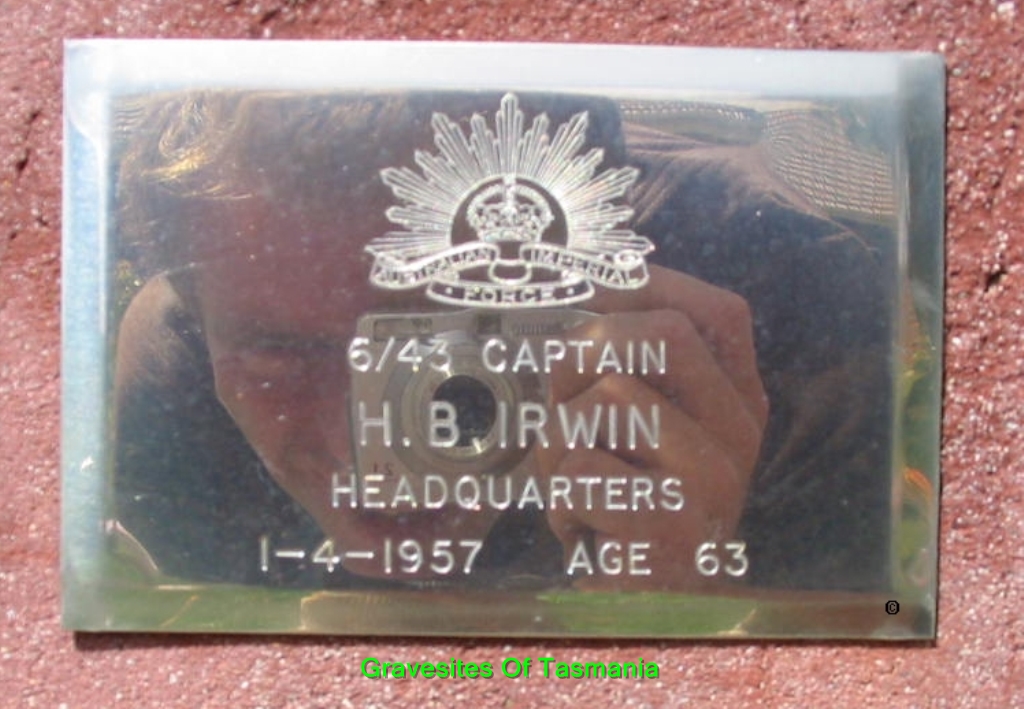 AUSTRALIAN IMPERIAL
FORCE
6/43 CAPTAIN
H.B. IRWIN
HEADQUARTERS
1-4-1957 AGE 63
©
Gravesites Of Tasmania